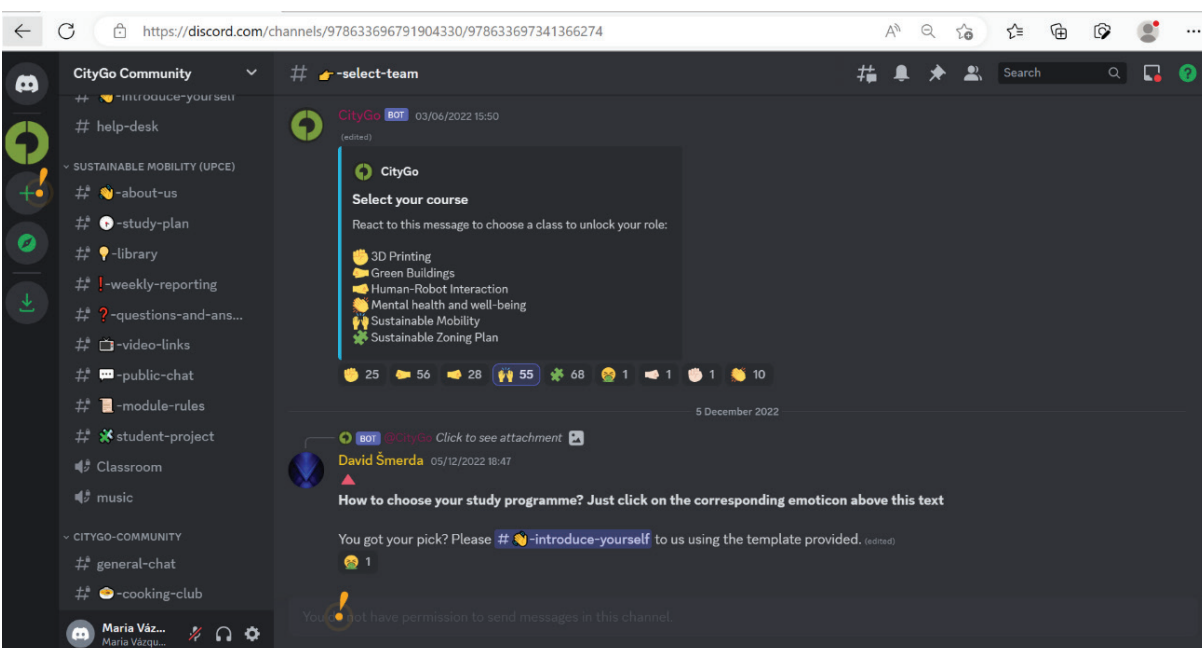 https://discord.com/channels/978633696791904330/978633697341366274
CityGo Community
# 👋-introduce-yourself
# help-desk
SUSTAINABLE MOBILITY (UPCE)
👋-about-us
-study-plan
💡-library
❗-weekly-reporting
❓-questions-and-ans...
-video-links
💬-public-chat
📜-module-rules
student-project
Classroom
music
CITYGO-COMMUNITY
general-chat
-cooking-club
Maria Váz...
Maria Vázqu...
# 👉-select-team
Search
CityGo BOT 03/06/2022 15:50
(edited)
CityGo
Select your course
React to this message to choose a class to unlock your role:
3D Printing
Green Buildings
Human-Robot Interaction
Mental health and well-being
Sustainable Mobility
Sustainable Zoning Plan
25 56 28 55 68 1 1 1 10
5 December 2022
BOT @CityGo Click to see attachment
David Šmerda 05/12/2022 18:47
How to choose your study programme? Just click on the corresponding emoticon above this text
You got your pick? Please # 👋-introduce-yourself to us using the template provided. (edited)
1
You do not have permission to send messages in this channel.